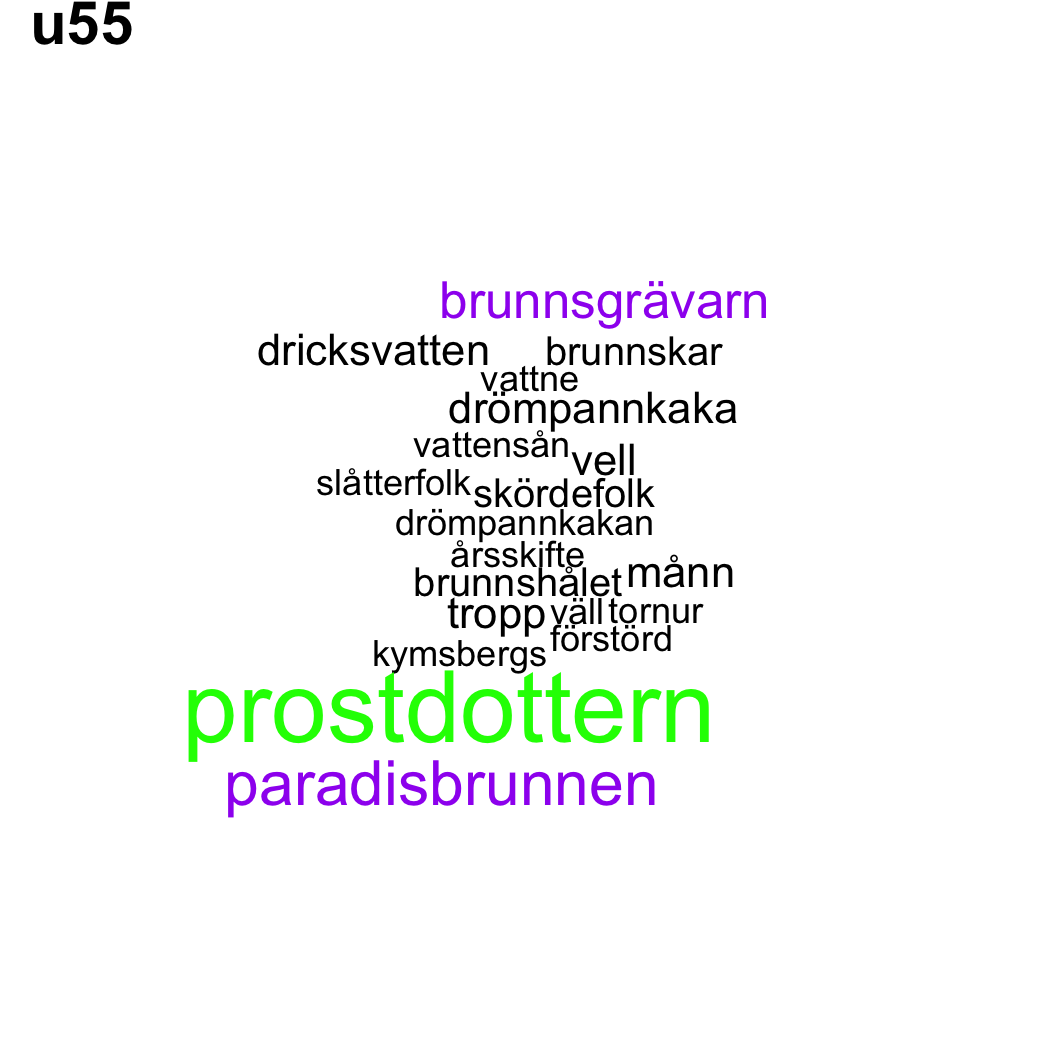 u55
brunnsgrävarn
dricksvatten brunnskar
vattne
drömpannkaka
vattensån vell
slåtterfolk skördefolk
drömpannkakan
årsskifte
brunnshålet månn
tropp väll tornur
förstörd
kymsbergs
prostdottern
paradisbrunnen